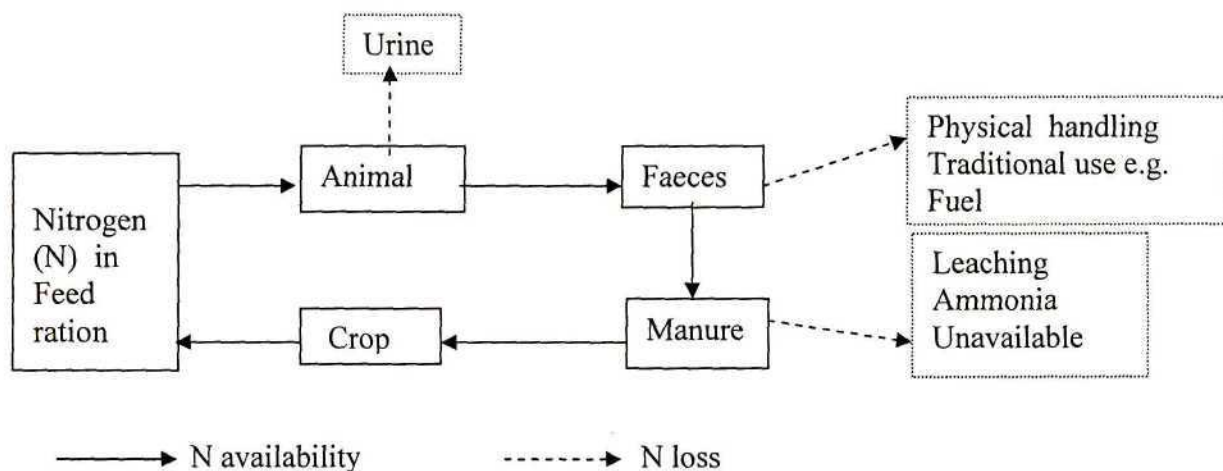 Urine
Physical handling
Traditional use e.g.
Fuel
Animal
Faeces
Nitrogen
(N) in
Feed
ration
Leaching
Ammonia
Unavailable
Crop
Manure
N availability
N loss